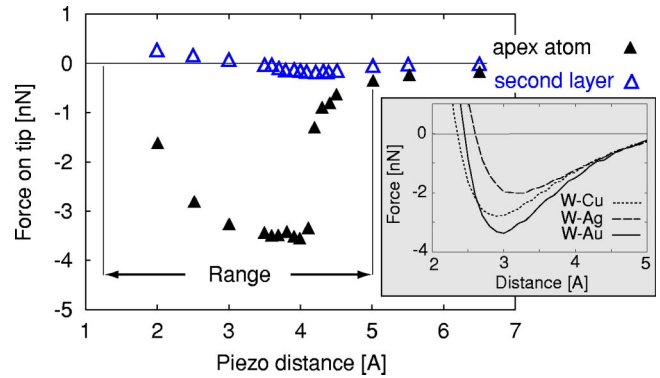 1
0
-1
-2
-3
-4
-5
Force on tip [nN]
1 2 3 4 5 6 7
Piezo distance [A]
apex atom
second layer
Range
0
-2
-4
Force [nN]
W-Cu
W-Ag
W-Au
2 3 4 5
Distance [A]